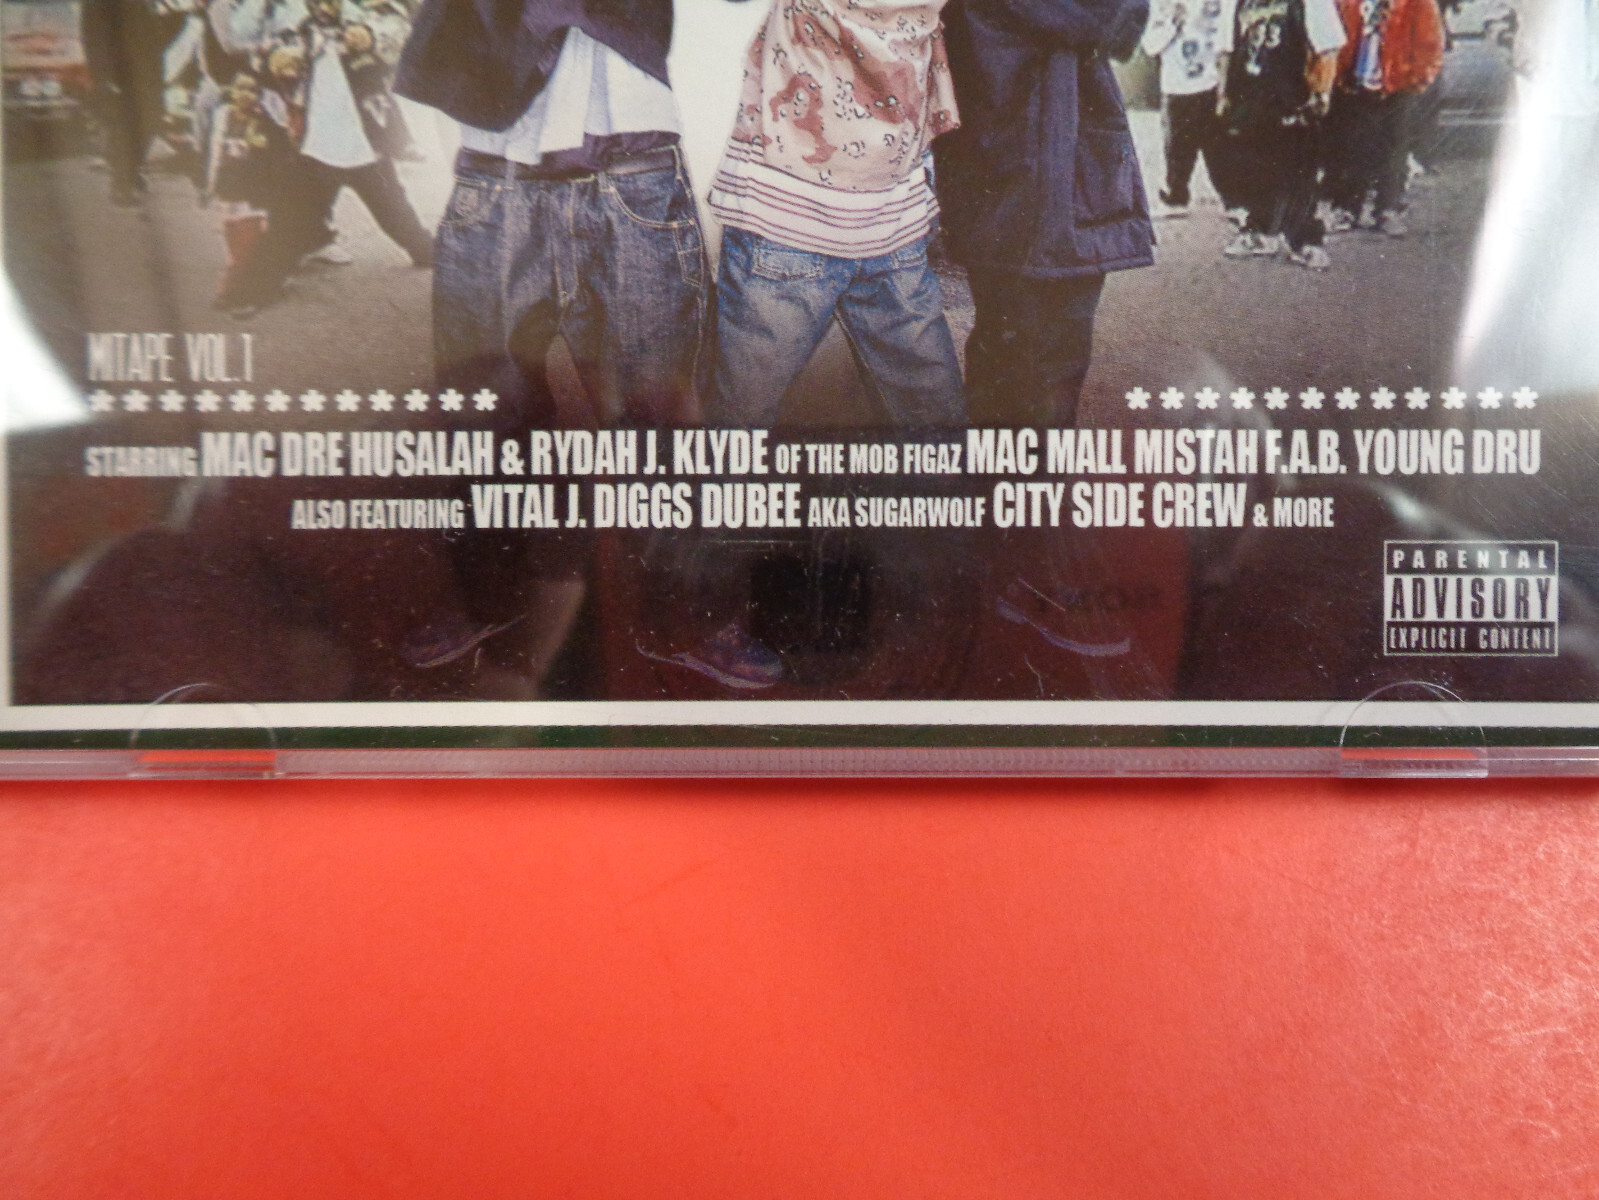 MITAPE VOL.1
************ ************
STARRING MAC DRE HUSALAH & RYDAH J. KLYDE OF THE MOB FIGAZ MAC MALL MISTAH F.A.B. YOUNG DRU
ALSO FEATURING VITAL J. DIGGS DUBEE AKA SUGARWOLF CITY SIDE CREW & MORE
PARENTAL
ADVISORY
EXPLICIT CONTENT